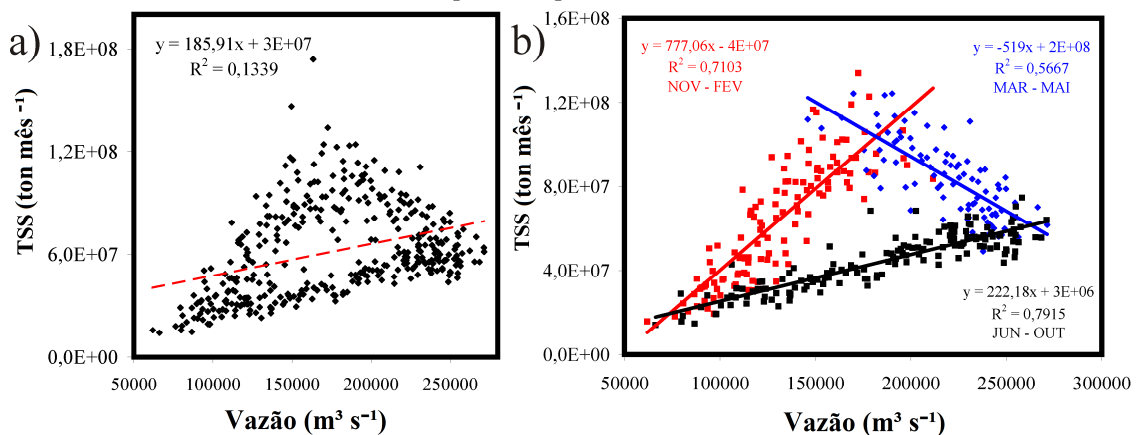 a)
y = 185,91x + 3E+07
R² = 0,1339
1,8E+08
1,2E+08
6,0E+07
0,0E+00
TSS (ton mês⁻¹)
50000 100000 150000 200000 250000
Vazão (m³ s⁻¹)
b)
y = 777,06x - 4E+07
R² = 0,7103
NOV - FEV
y = -519x + 2E+08
R² = 0,5667
MAR - MAI
y = 222,18x + 3E+06
R² = 0,7915
JUN - OUT
1,6E+08
1,2E+08
8,0E+07
4,0E+07
0,0E+00
TSS (ton mês⁻¹)
50000 100000 150000 200000 250000 300000
Vazão (m³ s⁻¹)